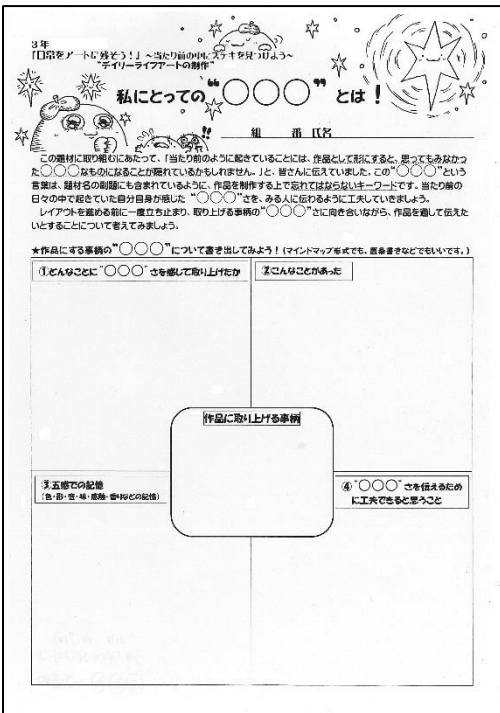 3年
「日常をアートに残そう！」～当たり前の中にステキを見つけよう～
"デイリーライフアートの制作"
私にとっての"○○○"とは！
!!
組 番 氏名
この題材に取り組むにあたって、「当たり前のように起きていることには、作品として形にすると、思ってもみなかっ
た○○○なものになることが隠れているかもしれません。」と、皆さんに伝えていました。この"○○○"という
言葉は、題材名の副題にも含まれているように、作品を制作する上で忘れてはならないキーワードです。当たり前の
日々の中で起きていた自分自身が感じた "○○○"さを、みる人に伝わるように工夫していきましょう。
レイアウトを進める前に一度立ち止まり、取り上げる事柄の"○○○"さに向き合いながら、作品を通して伝えた
いとすることについて考えてみましょう。
★作品にする事柄の"○○○"について書き出してみよう！（マインドマップ形式でも、箇条書きなどでもいいです。）
①どんなことに"○○○"さを感じて取り上げたか
②こんなことがあった
作品に取り上げる事柄
③五感での記憶
（色・形・音・味・感触・香りなどの記憶）
④"○○○"さを伝えるため
に工夫できると思うこと